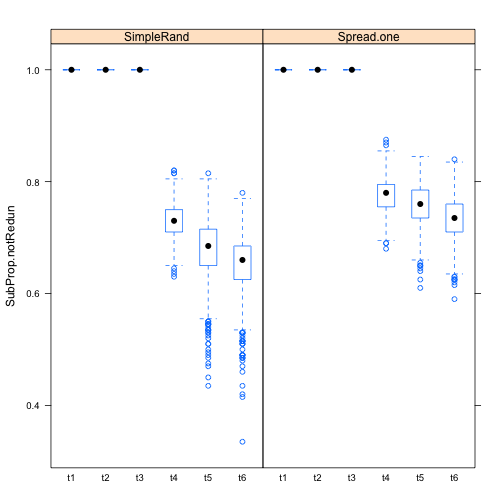 SimpleRand Spread.one
SubProp.notRedun
1.0
0.8
0.6
0.4
t1 t2 t3 t4 t5 t6 t1 t2 t3 t4 t5 t6